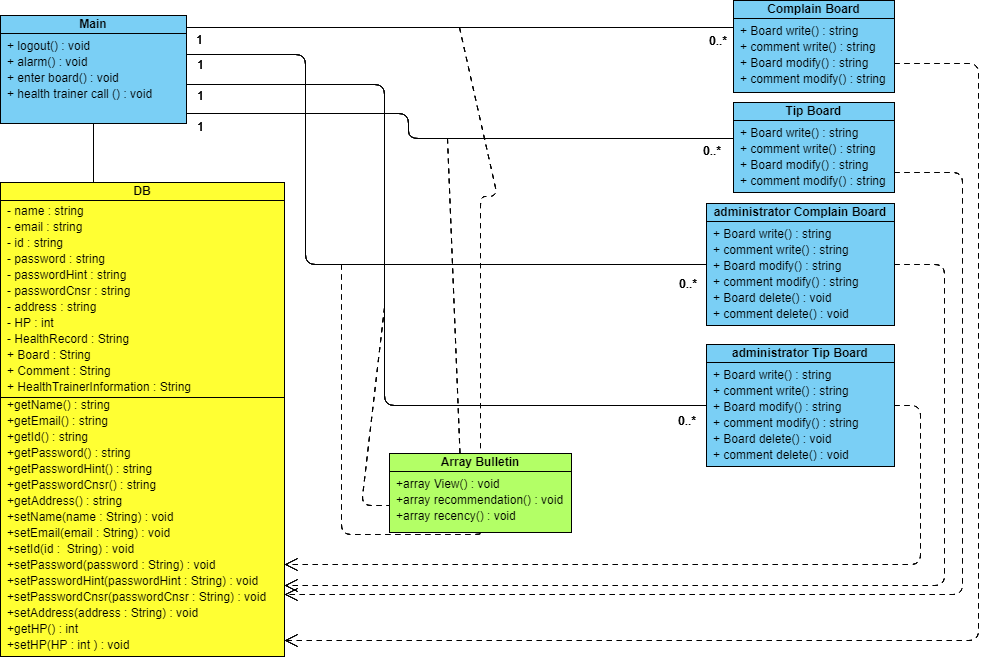 Main
+ logout() : void
+ alarm() : void
+ enter board() : void
+ health trainer call () : void
1
1
1
1
DB
- name : string
- email : string
- id : string
- password : string
- passwordHint : string
- passwordCnsr : string
- address : string
- HP : int
- HealthRecord : String
+ Board : String
+ Comment : String
+ HealthTrainerInformation : String
+getName() : string
+getEmail() : string
+getId() : string
+getPassword() : string
+getPasswordHint() : string
+getPasswordCnsr() : string
+getAddress() : string
+setName(name : String) : void
+setEmail(email : String) : void
+setId(id :  String) : void
+setPassword(password : String) : void
+setPasswordHint(passwordHint : String) : void
+setPasswordCnsr(passwordCnsr : String) : void
+setAddress(address : String) : void
+getHP() : int
+setHP(HP : int ) : void
Array Bulletin
+array View() : void
+array recommendation() : void
+array recency() : void
0..*
Complain Board
+ Board write() : string
+ comment write() : string
+ Board modify() : string
+ comment modify() : string
0..*
Tip Board
+ Board write() : string
+ comment write() : string
+ Board modify() : string
+ comment modify() : string
0..*
administrator Complain Board
+ Board write() : string
+ comment write() : string
+ Board modify() : string
+ comment modify() : string
+ Board delete() : void
+ comment delete() : void
0..*
administrator Tip Board
+ Board write() : string
+ comment write() : string
+ Board modify() : string
+ comment modify() : string
+ Board delete() : void
+ comment delete() : void